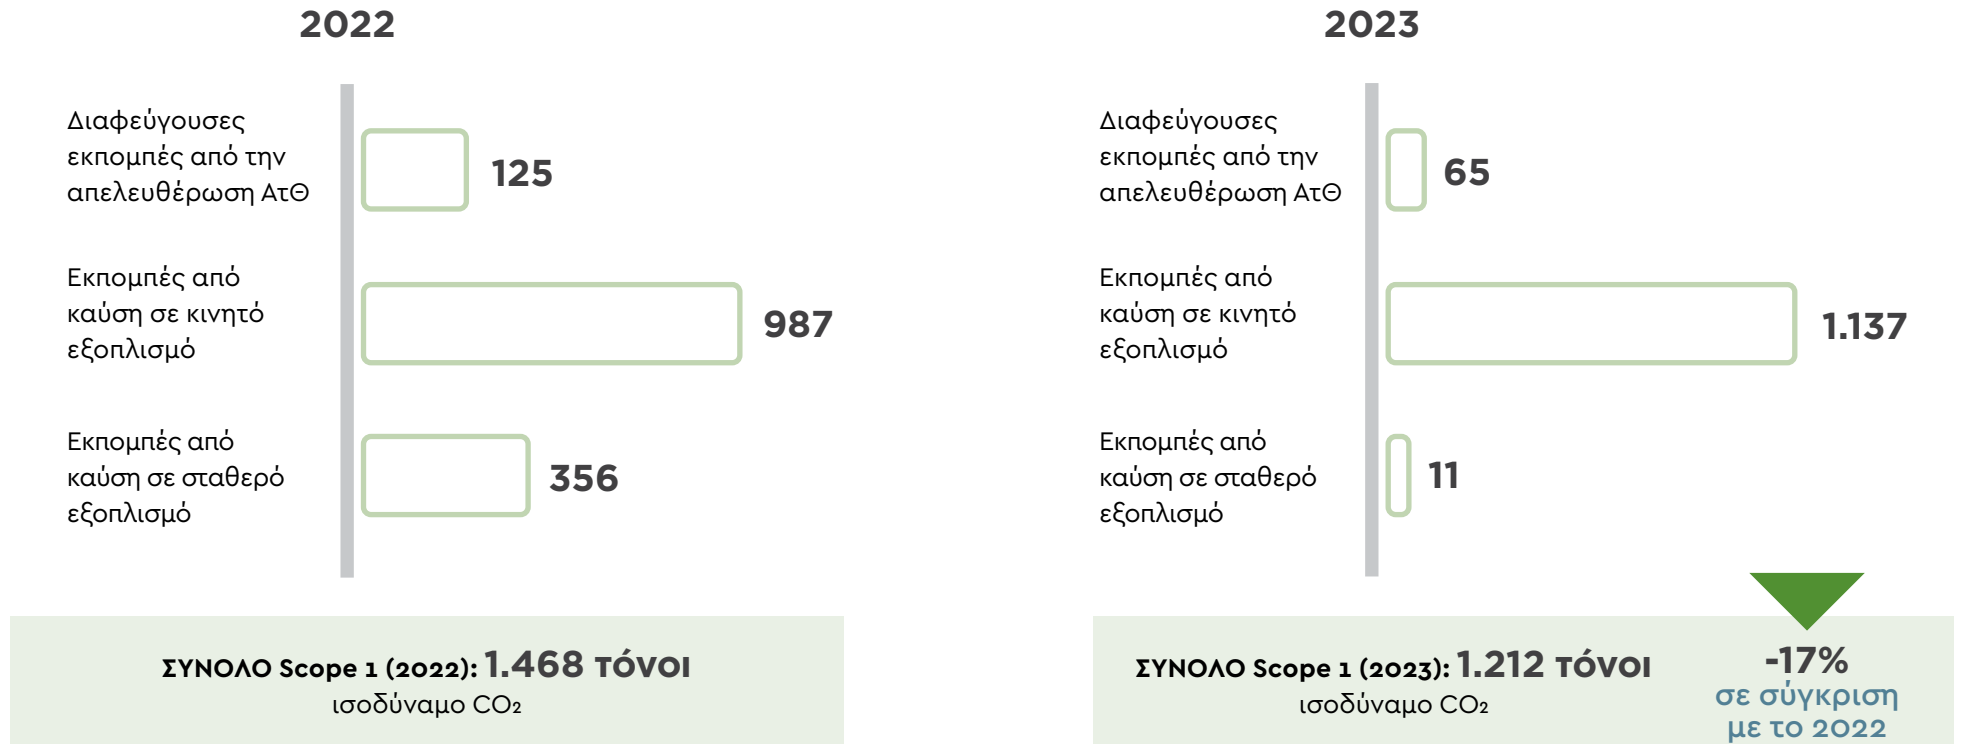 2022
Διαφεύγουσες
εκπομπές από την
απελευθέρωση ΑτΘ
125
Εκπομπές από
καύση σε κινητό
εξοπλισμό
987
Εκπομπές από
καύση σε σταθερό
εξοπλισμό
356
ΣΥΝΟΛΟ Scope 1 (2022): 1.468 τόνοι
ισοδύναμο CO₂
2023
Διαφεύγουσες
εκπομπές από την
απελευθέρωση ΑτΘ
65
Εκπομπές από
καύση σε κινητό
εξοπλισμό
1.137
Εκπομπές από
καύση σε σταθερό
εξοπλισμό
11
ΣΥΝΟΛΟ Scope 1 (2023): 1.212 τόνοι
ισοδύναμο CO₂
-17%
σε σύγκριση
με το 2022